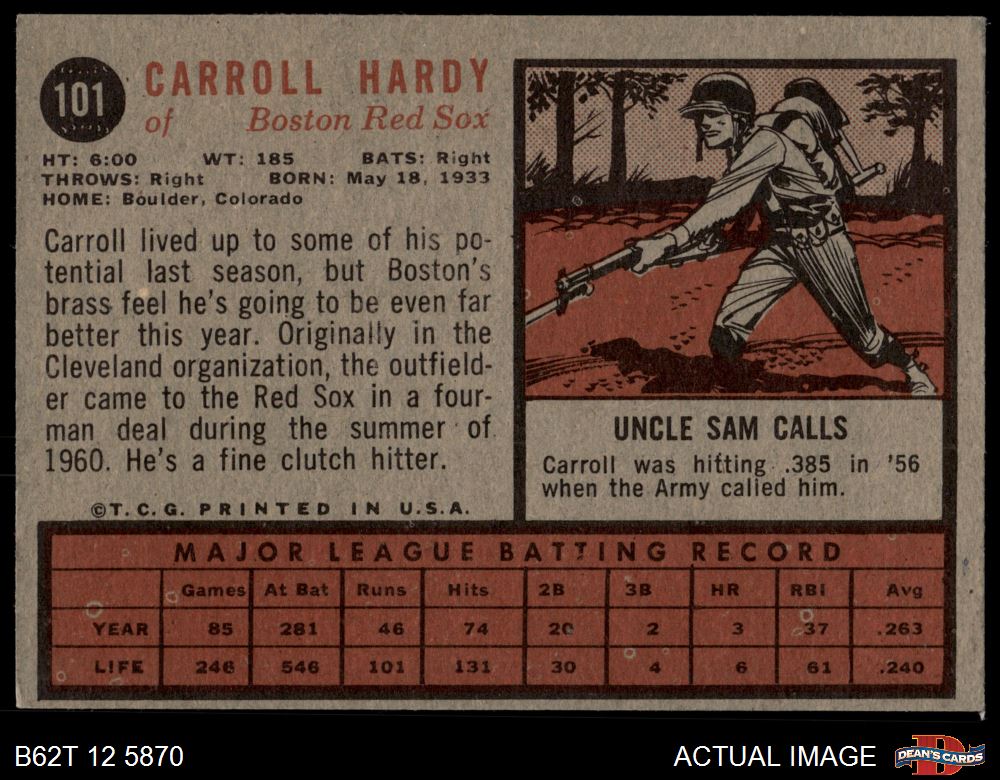 101
CARROLL HARDY
of Boston Red Sox
HT: 6:00 WT: 185 BATS: Right
THROWS: Right BORN: May 18, 1933
HOME: Boulder, Colorado
Carroll lived up to some of his po-
tential last season, but Boston's
brass feel he's going to be even far
better this year. Originally in the
Cleveland organization, the outfield-
er came to the Red Sox in a four-
man deal during the summer of
1960. He's a fine clutch hitter.
©T. C. G. PRINTED IN U.S.A.
UNCLE SAM CALLS
Carroll was hitting .385 in '56
when the Army called him.
MAJOR LEAGUE BATTING RECORD
Games At Bat Runs Hits 2B 3B HR RBI Avg
YEAR 85 281 46 74 20 2 3 37 .263
LIFE 246 546 101 131 30 4 6 61 .240
B62T 12 5870
ACTUAL IMAGE
DEAN'S CARDS